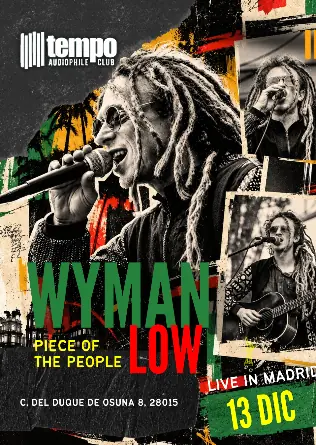 tempo
AUDIOPHILE CLUB
WYMAN
LOW
PIECE OF
THE PEOPLE
LIVE IN MADRID
13 DIC
C. DEL DUQUE DE OSUNA 8, 28015